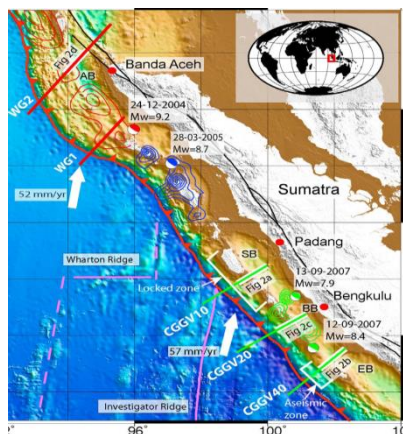 Fig 2d
AB
Banda Aceh
WG2
24-12-2004
Mw=9.2
WG1
28-03-2005
Mw=8.7
52 mm/yr
Sumatra
Padang
Wharton Ridge
SB
Locked zone
Fig 2a
13-09-2007
Mw=7.9
Bengkulu
CGGV10
BB
Fig 2c
12-09-2007
Mw=8.4
57 mm/yr
CGGV20
Fig 2b
EB
CGGV40
Investigator Ridge
Aseismic
zone
96°
100°